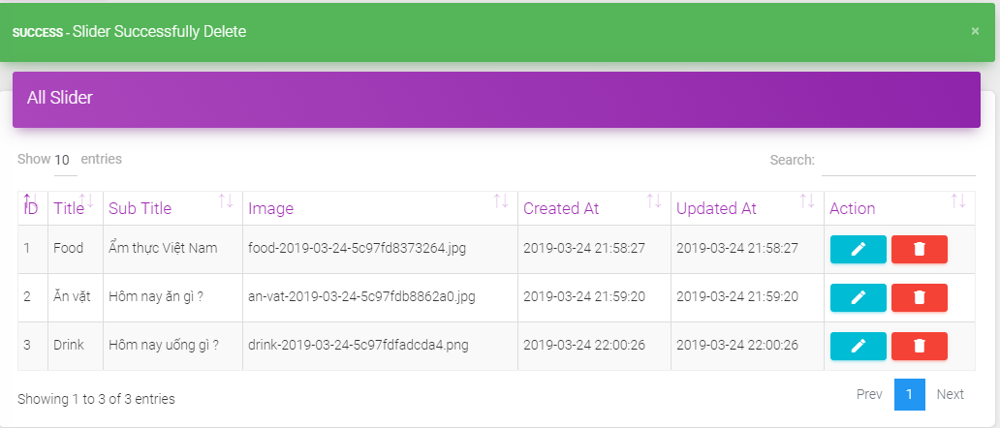 SUCCESS - Slider Successfully Delete ×
All Slider
Show 10 entries Search:
ID Title Sub Title Image Created At Updated At Action
1 Food Ẩm thực Việt Nam food-2019-03-24-5c97fd8373264.jpg 2019-03-24 21:58:27 2019-03-24 21:58:27
2 Ăn vặt Hôm nay ăn gì ? an-vat-2019-03-24-5c97fdb8862a0.jpg 2019-03-24 21:59:20 2019-03-24 21:59:20
3 Drink Hôm nay uống gì ? drink-2019-03-24-5c97fdfadcda4.png 2019-03-24 22:00:26 2019-03-24 22:00:26
Showing 1 to 3 of 3 entries Prev 1 Next